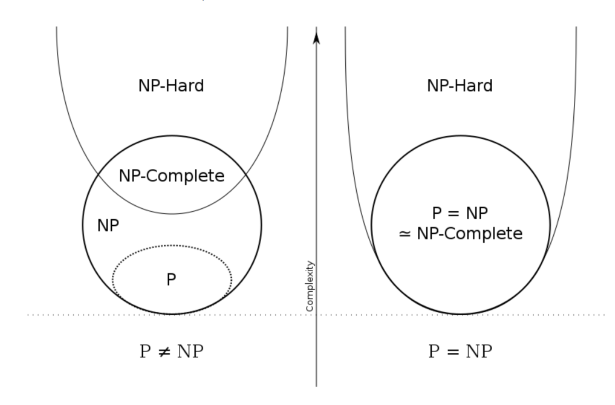 NP-Hard
NP-Complete
NP
P
P ≠ NP
Complexity
NP-Hard
P = NP
≃ NP-Complete
P = NP